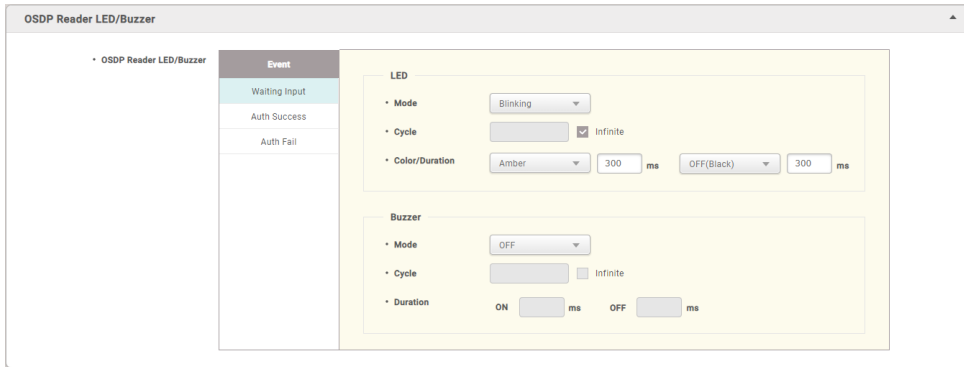 OSDP Reader LED/Buzzer
• OSDP Reader LED/Buzzer
Event
Waiting Input
Auth Success
Auth Fail
LED
• Mode
Blinking
• Cycle
Infinite
• Color/Duration
Amber
300 ms
OFF(Black)
300 ms
Buzzer
• Mode
OFF
• Cycle
Infinite
• Duration
ON ms OFF ms